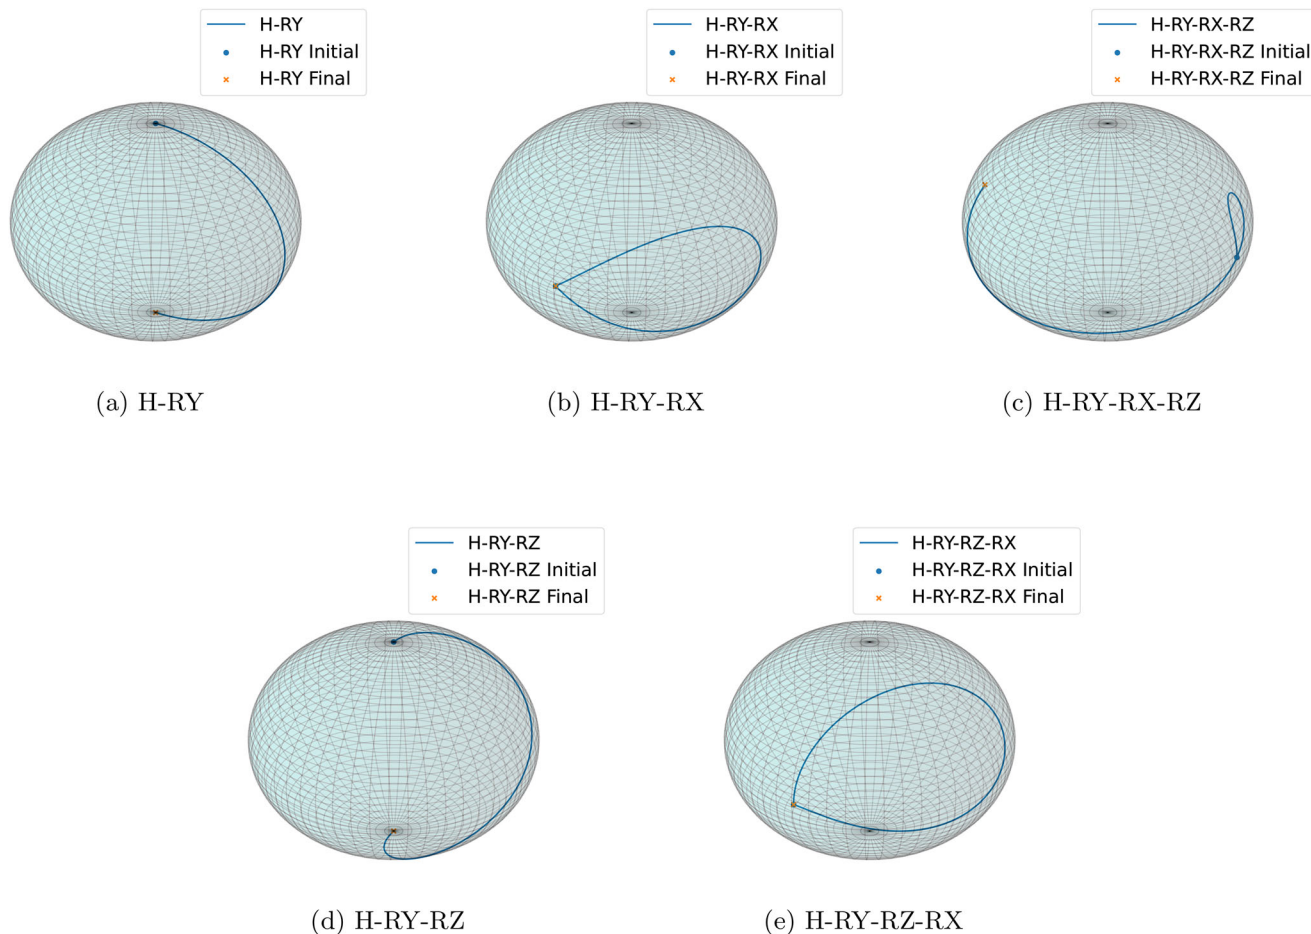 H-RY
H-RY Initial
H-RY Final
(a) H-RY
H-RY-RX
H-RY-RX Initial
H-RY-RX Final
(b) H-RY-RX
H-RY-RX-RZ
H-RY-RX-RZ Initial
H-RY-RX-RZ Final
(c) H-RY-RX-RZ
H-RY-RZ
H-RY-RZ Initial
H-RY-RZ Final
(d) H-RY-RZ
H-RY-RZ-RX
H-RY-RZ-RX Initial
H-RY-RZ-RX Final
(e) H-RY-RZ-RX